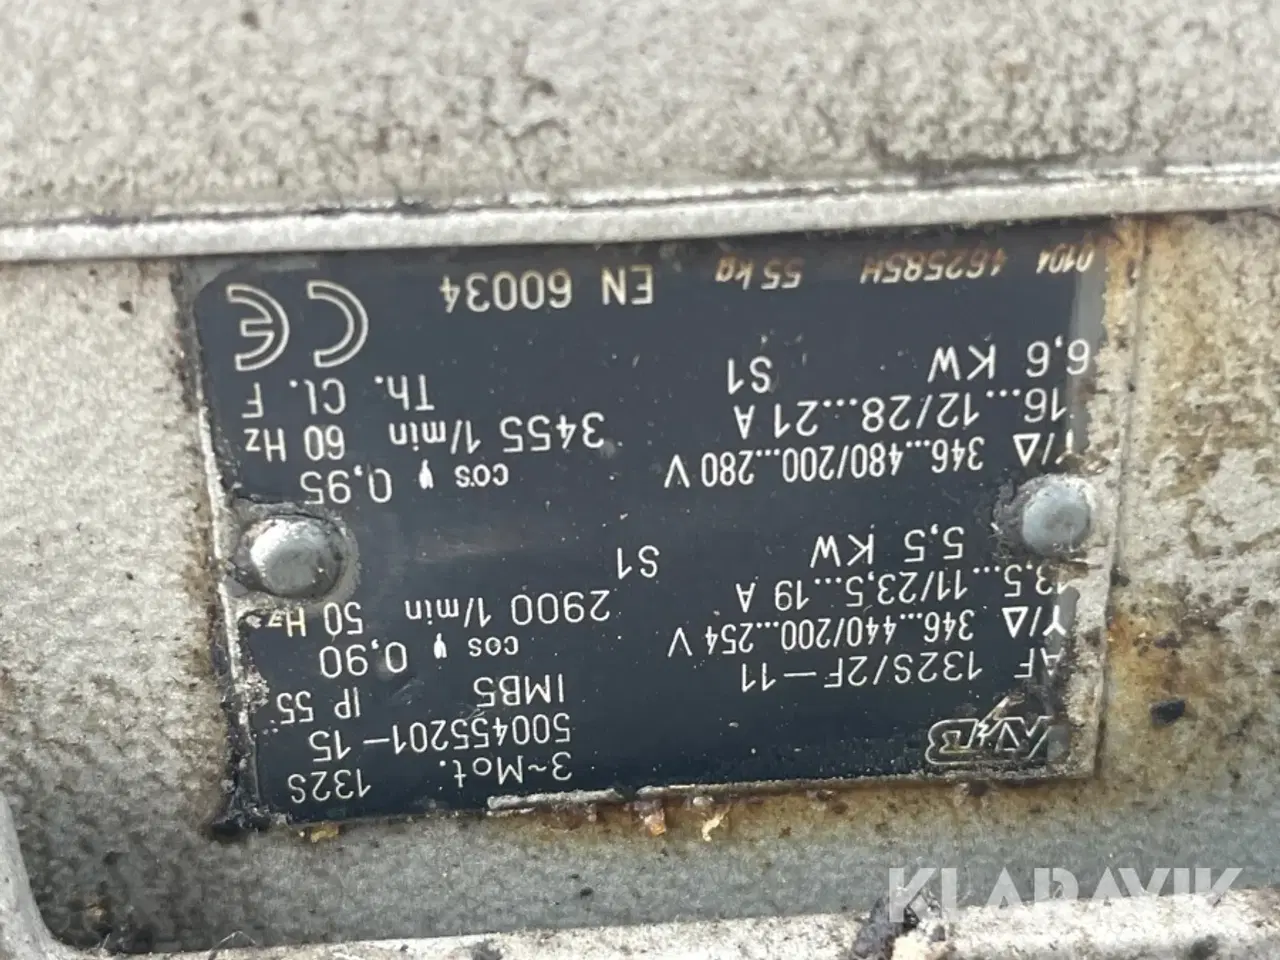 3~Mot. 132S
500455201-15
AF 132S/2F-11 IMB5 IP 55
Y/Δ 346...440/200...254 V cos φ 0,90
13,5...11/23,5...19 A 2900 1/min 50 Hz
5,5 KW S1
Y/Δ 346...480/200...280 V cos φ 0,95
16...12/28...21 A 3455 1/min 60 Hz
6,6 KW S1 Th. Cl. F
0104 462585H 55 kg EN 60034 CE
KLARAVIK